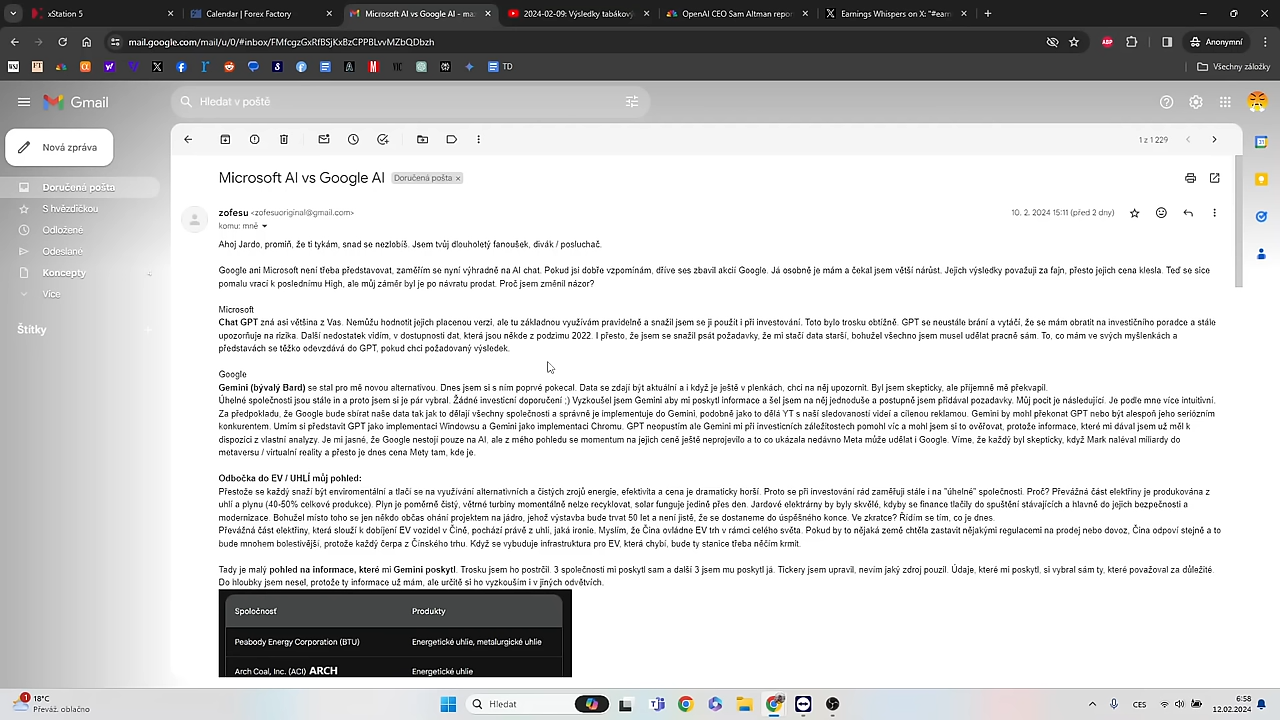 xStation 5
Calendar | Forex Factory
Microsoft AI vs Google AI - ma
2024-02-09: Výsledky tabákový
OpenAI CEO Sam Altman repor
Earnings Whispers on X: "#earn
mail.google.com/mail/u/0/#inbox/FMfcgzGxRfBSjKxBzCPPBLvvMZbQDbzh
ABP
Anonymní
TD
Všechny záložky
Gmail
Hledat v poště
Nová zpráva
1 z 1 229
Doručená pošta
S hvězdičkou
Odložené
Odeslané
Koncepty
Více
Štítky
Microsoft AI vs Google AI Doručená pošta ×
zofesu <zofesuoriginal@gmail.com>
10. 2. 2024 15:11 (před 2 dny)
komu: mně
Ahoj Jardo, promiň, že ti tykám, snad se nezlobíš. Jsem tvůj dlouholetý fanoušek, divák / posluchač.
Google ani Microsoft není třeba představovat, zaměřím se nyní výhradně na AI chat. Pokud jsi dobře vzpomínám, dříve ses zbavil akcií Google. Já osobně je mám a čekal jsem větší nárůst. Jejich výsledky považuji za fajn, přesto jejich cena klesla. Teď se sice
pomalu vrací k poslednímu High, ale můj záměr byl je po návratu prodat. Proč jsem změnil názor?
Microsoft
Chat GPT zná asi většina z Vas. Nemůžu hodnotit jejich placenou verzi, ale tu základnou využívám pravidelně a snažil jsem se ji použít i při investování. Toto bylo trosku obtížně. GPT se neustále brání a vytáčí, že se mám obratit na investičního poradce a stále
upozorňuje na rizika. Další nedostatek vidím, v dostupnosti dat, která jsou někde z podzimu 2022. I přesto, že jsem se snažil psát požadavky, že mi stačí data starší, bohužel všechno jsem musel udělat pracně sám. To, co mám ve svých myšlenkách a
představách se těžko odevzdává do GPT, pokud chci požadovaný výsledek.
Google
Gemini (bývalý Bard) se stal pro mě novou alternativou. Dnes jsem si s ním poprvé pokecal. Data se zdají být aktuální a i když je ještě v plenkách, chci na něj upozornit. Byl jsem skepticky, ale příjemně mě překvapil.
Úhelné společnosti jsou stále in a proto jsem si je pár vybral. Žádné investicní doporučení ;) Vyzkoušel jsem Gemini aby mi poskytl informace a šel jsem na něj jednoduše a postupně jsem přidával pozadavky. Můj pocit je následující. Je podle mne více intuitivní.
Za předpokladu, že Google bude sbírat naše data tak jak to dělají všechny společnosti a správně je implementuje do Gemini, podobně jako to dělá YT s naší sledovaností videí a cílenou reklamou. Gemini by mohl překonat GPT nebo být alespoň jeho seriózním
konkurentem. Umim si představit GPT jako implementaci Windowsu a Gemini jako implementaci Chromu. GPT neopustím ale Gemini mi při investicních záležitostech pomohl víc a mohl jsem si to ověřovat, protože informace, které mi dával jsem už měl k
dispozici z vlastní analyzy. Je mi jasné, že Google nestojí pouze na AI, ale z mého pohledu se momentum na jejich ceně ještě neprojevilo a to co ukázala nedávno Meta může udělat i Google. Víme, že každý byl skepticky, když Mark naléval miliardy do
metaversu / virtuální reality a přesto je dnes cena Mety tam, kde je.
Odbočka do EV / UHLÍ můj pohled:
Přestože se každý snaží být enviromentální a tlačí se na využívání alternativních a čistých zrojů energie, efektivita a cena je dramaticky horší. Proto se při investování rád zaměřuji stále i na "úhelné" společnosti. Proč? Převážná část elektřiny je produkována z
uhlí a plynu (40-50% celkové produkce). Plyn je poměrně čistý, větrné turbiny momentálně nelze recyklovat, solar funguje jedině přes den. Jardové elektrárny by byly skvělé, kdyby se finance tlačily do spuštění stávajících a hlavně do jejich bezpečnosti a
modernizace. Bohužel místo toho se jen někdo občas ohání projektem na jádro, jehož výstavba bude trvat 50 let a není jistě, že se dostaneme do úspěšného konce. Ve zkratce? Řídím se tím, co je dnes.
Převážná část elektřiny, která slouží k dobíjení EV vozidel v Číně, pochází právě z uhlí, jaká ironie. Myslím, že Čína ovládne EV trh v rámci celého světa. Pokud by to nějaká země chtěla zastavit nějakými regulacemi na prodej nebo dovoz, Čina odpoví stejně a to
bude mnohem bolestivější, protože každý čerpa z Čínského trhu. Když se vybuduje infraštruktura pro EV, která chybí, bude ty stanice třeba něčím krmit.
Tady je malý pohled na informace, které mi Gemini poskytl. Trosku jsem ho postrčil. 3 společnosti mi poskytl sam a další 3 jsem mu poskytl já. Tickery jsem upravil, nevím jaký zdroj pouzil. Údaje, které mi poskytl, si vybral sám ty, které považoval za důležité.
Do hloubky jsem nesel, protože ty informace už mám, ale určitě si ho vyzkouším i v jiných odvětvích.
Spoločnosť Produkty
Peabody Energy Corporation (BTU) Energetické uhlie, metalurgické uhlie
Arch Coal, Inc. (ACI) ARCH Energetické uhlie
18°C
Převáž. oblačno
Hledat
CES
6:58
12.02.2024